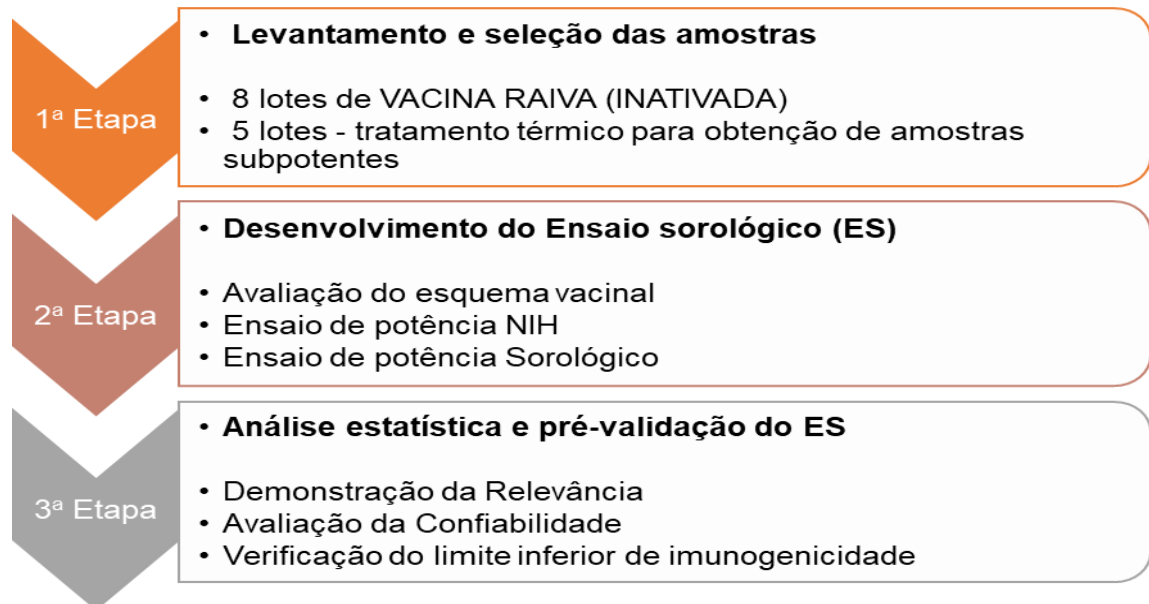 1ª Etapa
• Levantamento e seleção das amostras
• 8 lotes de VACINA RAIVA (INATIVADA)
• 5 lotes - tratamento térmico para obtenção de amostras
subpotentes
2ª Etapa
• Desenvolvimento do Ensaio sorológico (ES)
• Avaliação do esquema vacinal
• Ensaio de potência NIH
• Ensaio de potência Sorológico
3ª Etapa
• Análise estatística e pré-validação do ES
• Demonstração da Relevância
• Avaliação da Confiabilidade
• Verificação do limite inferior de imunogenicidade